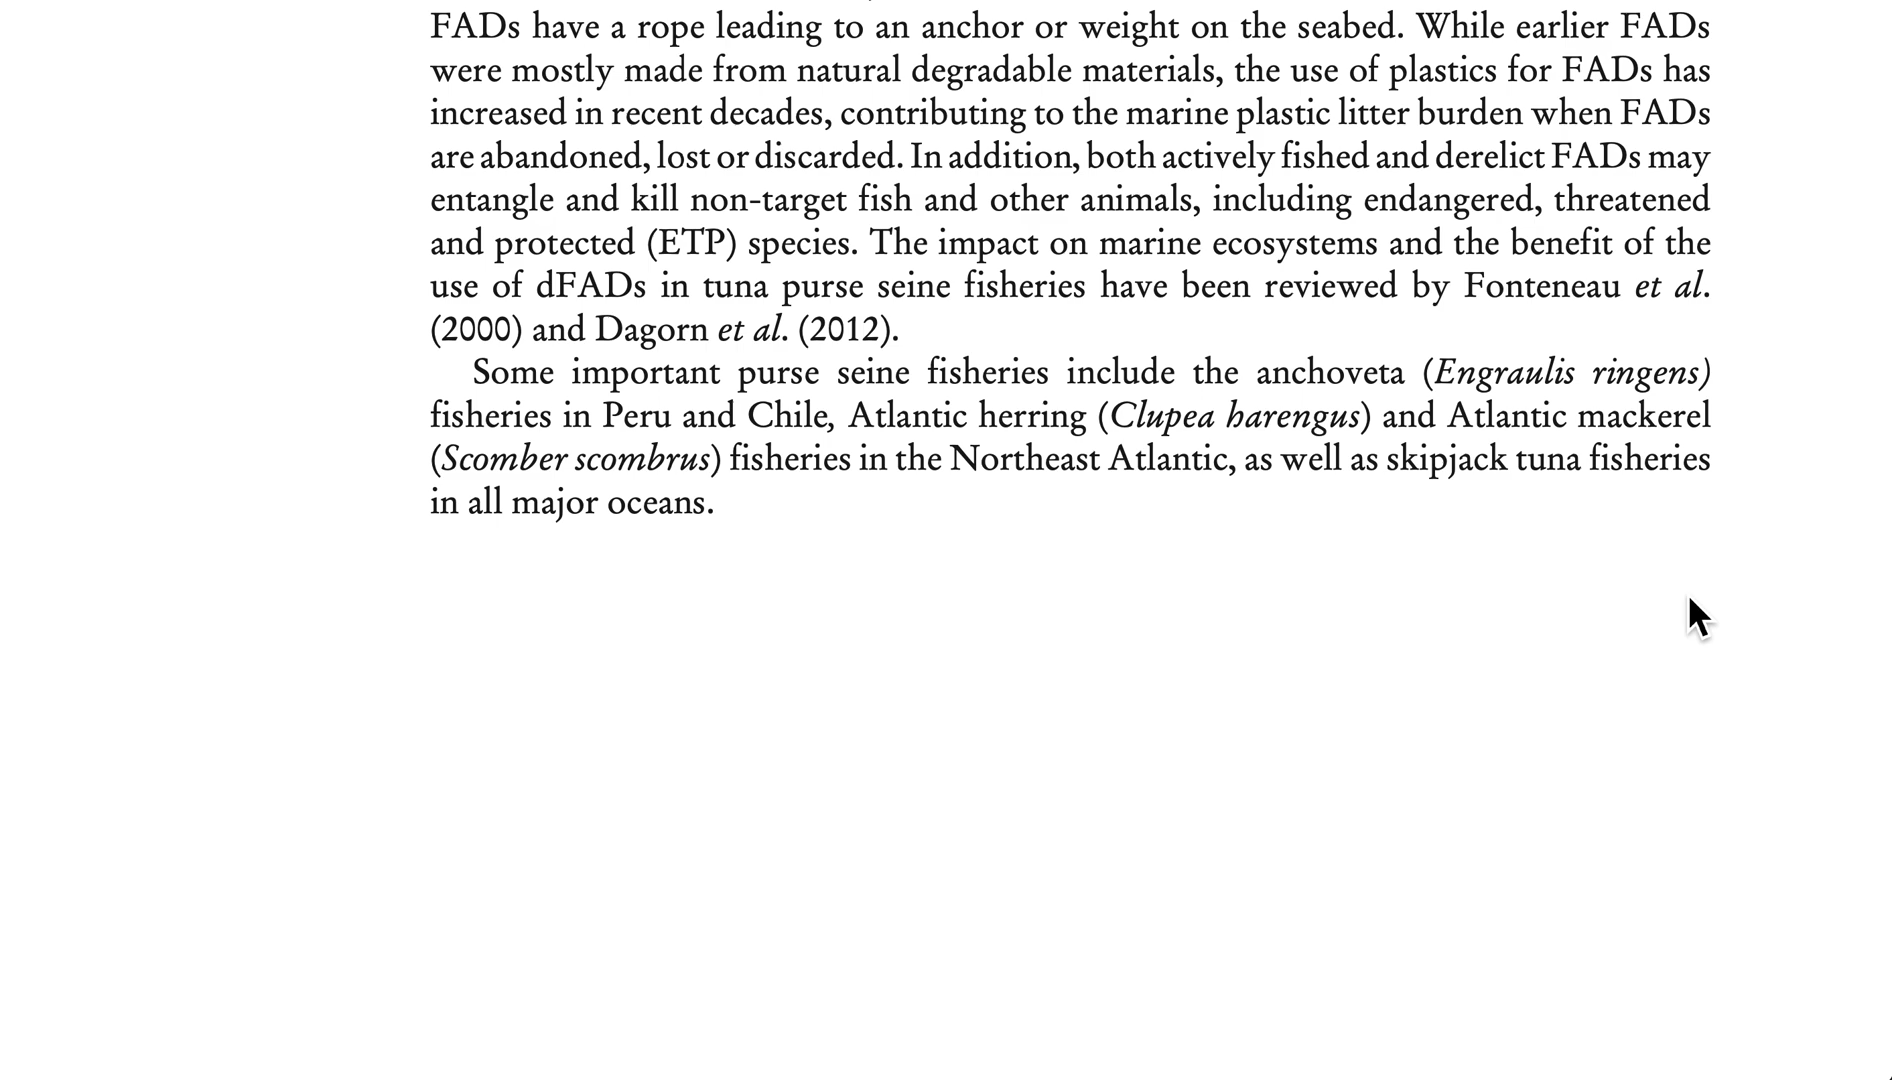 FADs have a rope leading to an anchor or weight on the seabed. While earlier FADs
were mostly made from natural degradable materials, the use of plastics for FADs has
increased in recent decades, contributing to the marine plastic litter burden when FADs
are abandoned, lost or discarded. In addition, both actively fished and derelict FADs may
entangle and kill non-target fish and other animals, including endangered, threatened
and protected (ETP) species. The impact on marine ecosystems and the benefit of the
use of dFADs in tuna purse seine fisheries have been reviewed by Fonteneau et al.
(2000) and Dagorn et al. (2012).
Some important purse seine fisheries include the anchoveta (Engraulis ringens)
fisheries in Peru and Chile, Atlantic herring (Clupea harengus) and Atlantic mackerel
(Scomber scombrus) fisheries in the Northeast Atlantic, as well as skipjack tuna fisheries
in all major oceans.